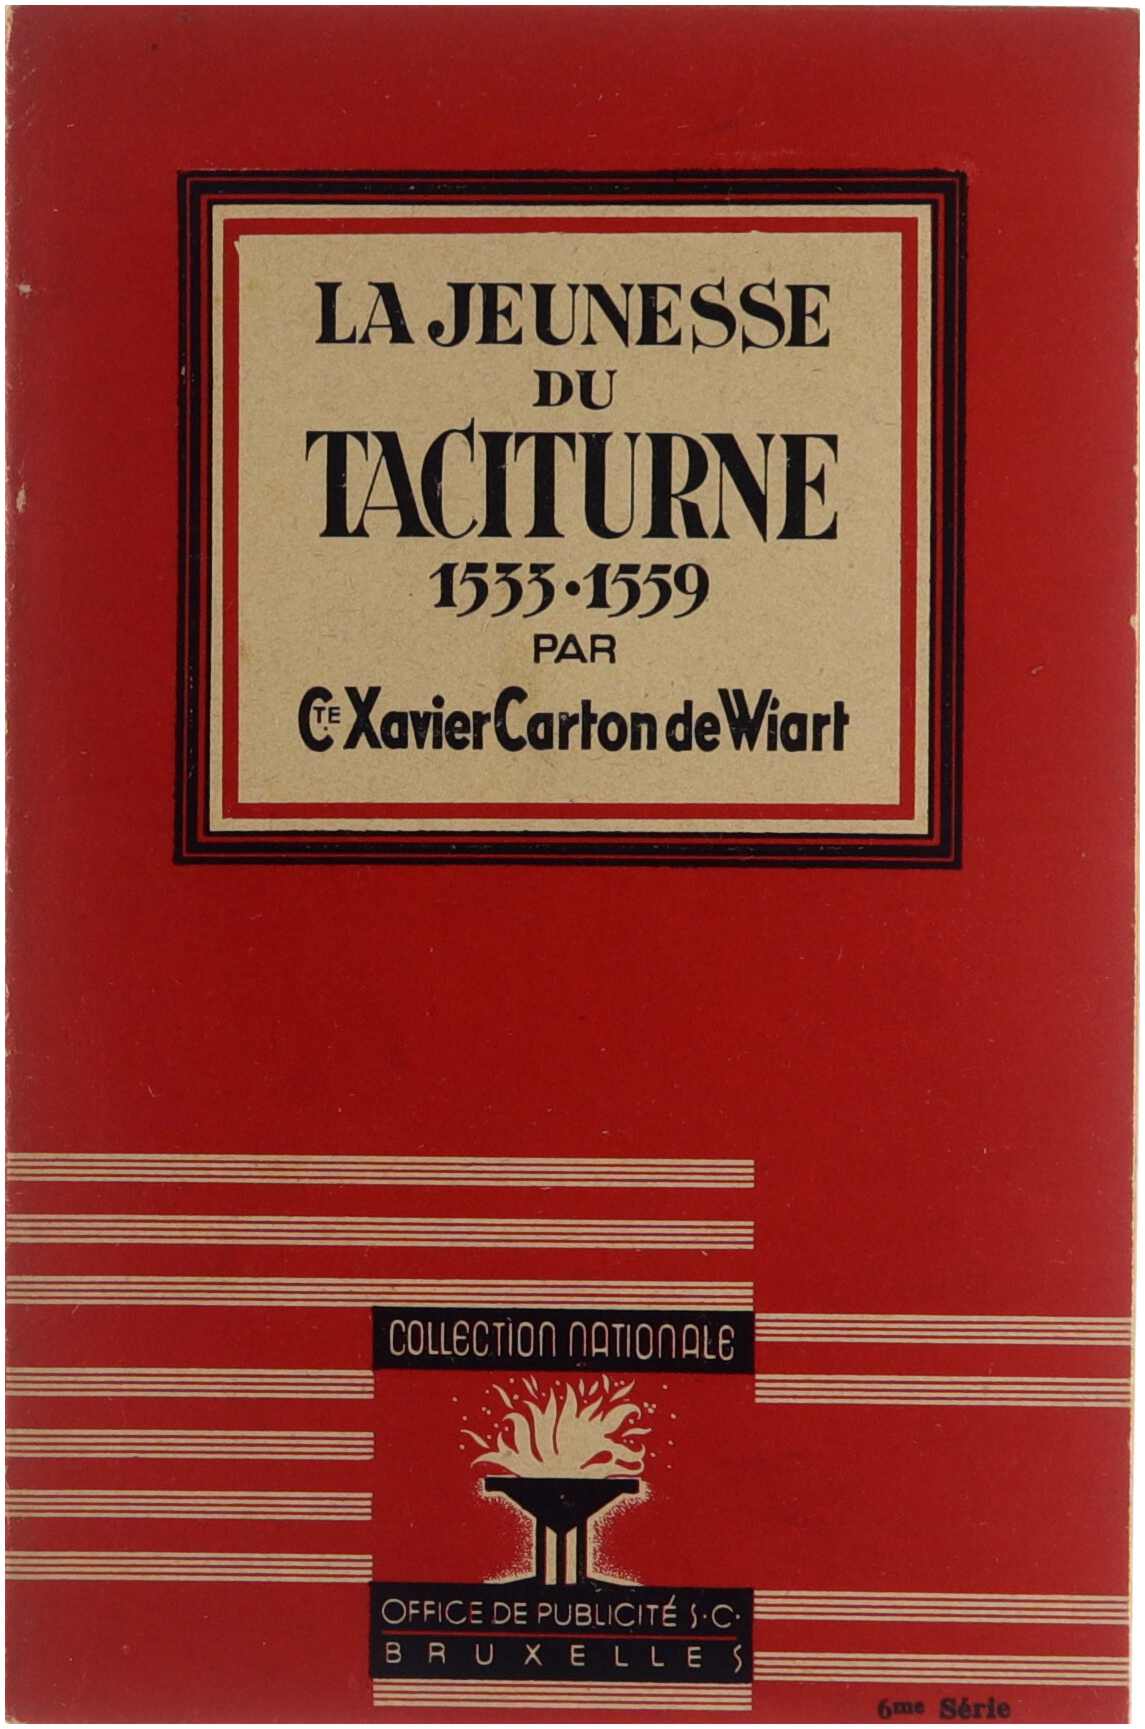 LA JEUNESSE
DU
TACITURNE
1533•1559
PAR
CTE Xavier Carton de Wiart
COLLECTION NATIONALE
OFFICE DE PUBLICITÉ S.C.
BRUXELLES
6me Série